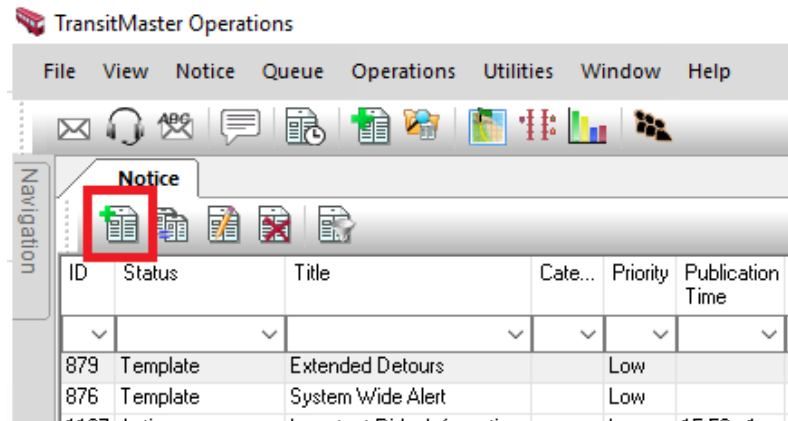 TransitMaster Operations
File View Notice Queue Operations Utilities Window Help
ABC
Navigation
Notice
ID Status Title Cate... Priority Publication
Time
879 Template Extended Detours Low
876 Template System Wide Alert Low